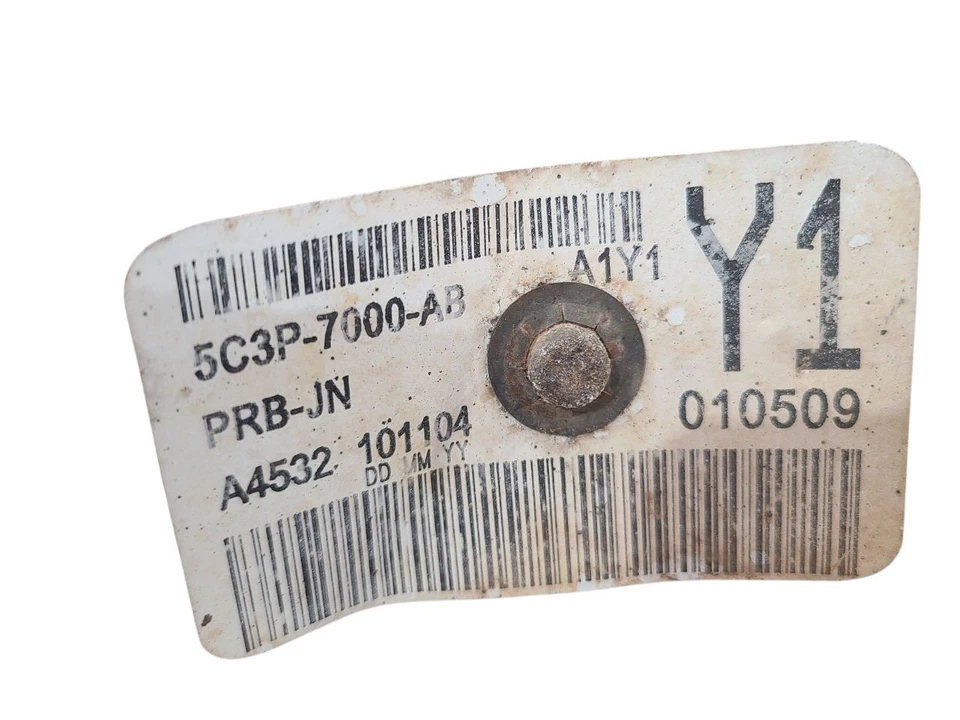 A1Y1
Y1
5C3P-7000-AB
PRB-JN
A4532 101104
DD MM YY
010509